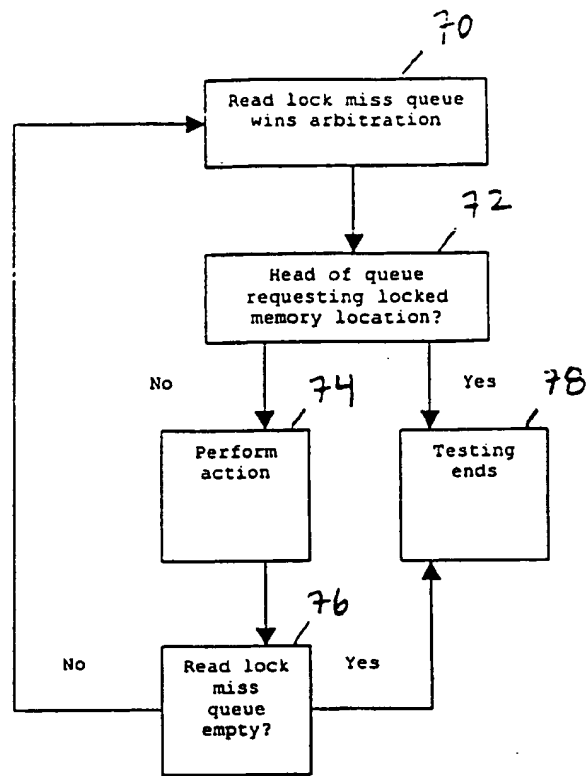 70
Read lock miss queue
wins arbitration
72
Head of queue
requesting locked
memory location?
No
Yes
74
78
Perform
action
Testing
ends
76
No
Yes
Read lock
miss
queue
empty?